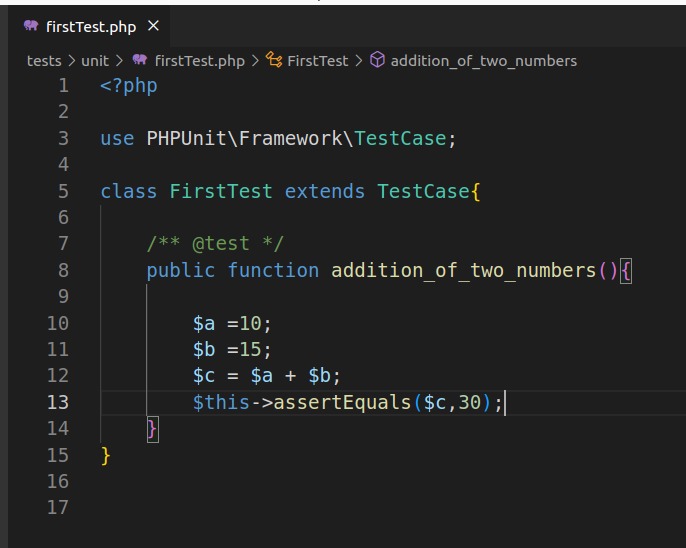 firstTest.php ×
tests > unit > firstTest.php > FirstTest > addition_of_two_numbers
1 <?php
2
3 use PHPUnit\Framework\TestCase;
4
5 class FirstTest extends TestCase{
6
7 /** @test */
8 public function addition_of_two_numbers(){
9
10 $a =10;
11 $b =15;
12 $c = $a + $b;
13 $this->assertEquals($c,30);
14 }
15 }
16
17